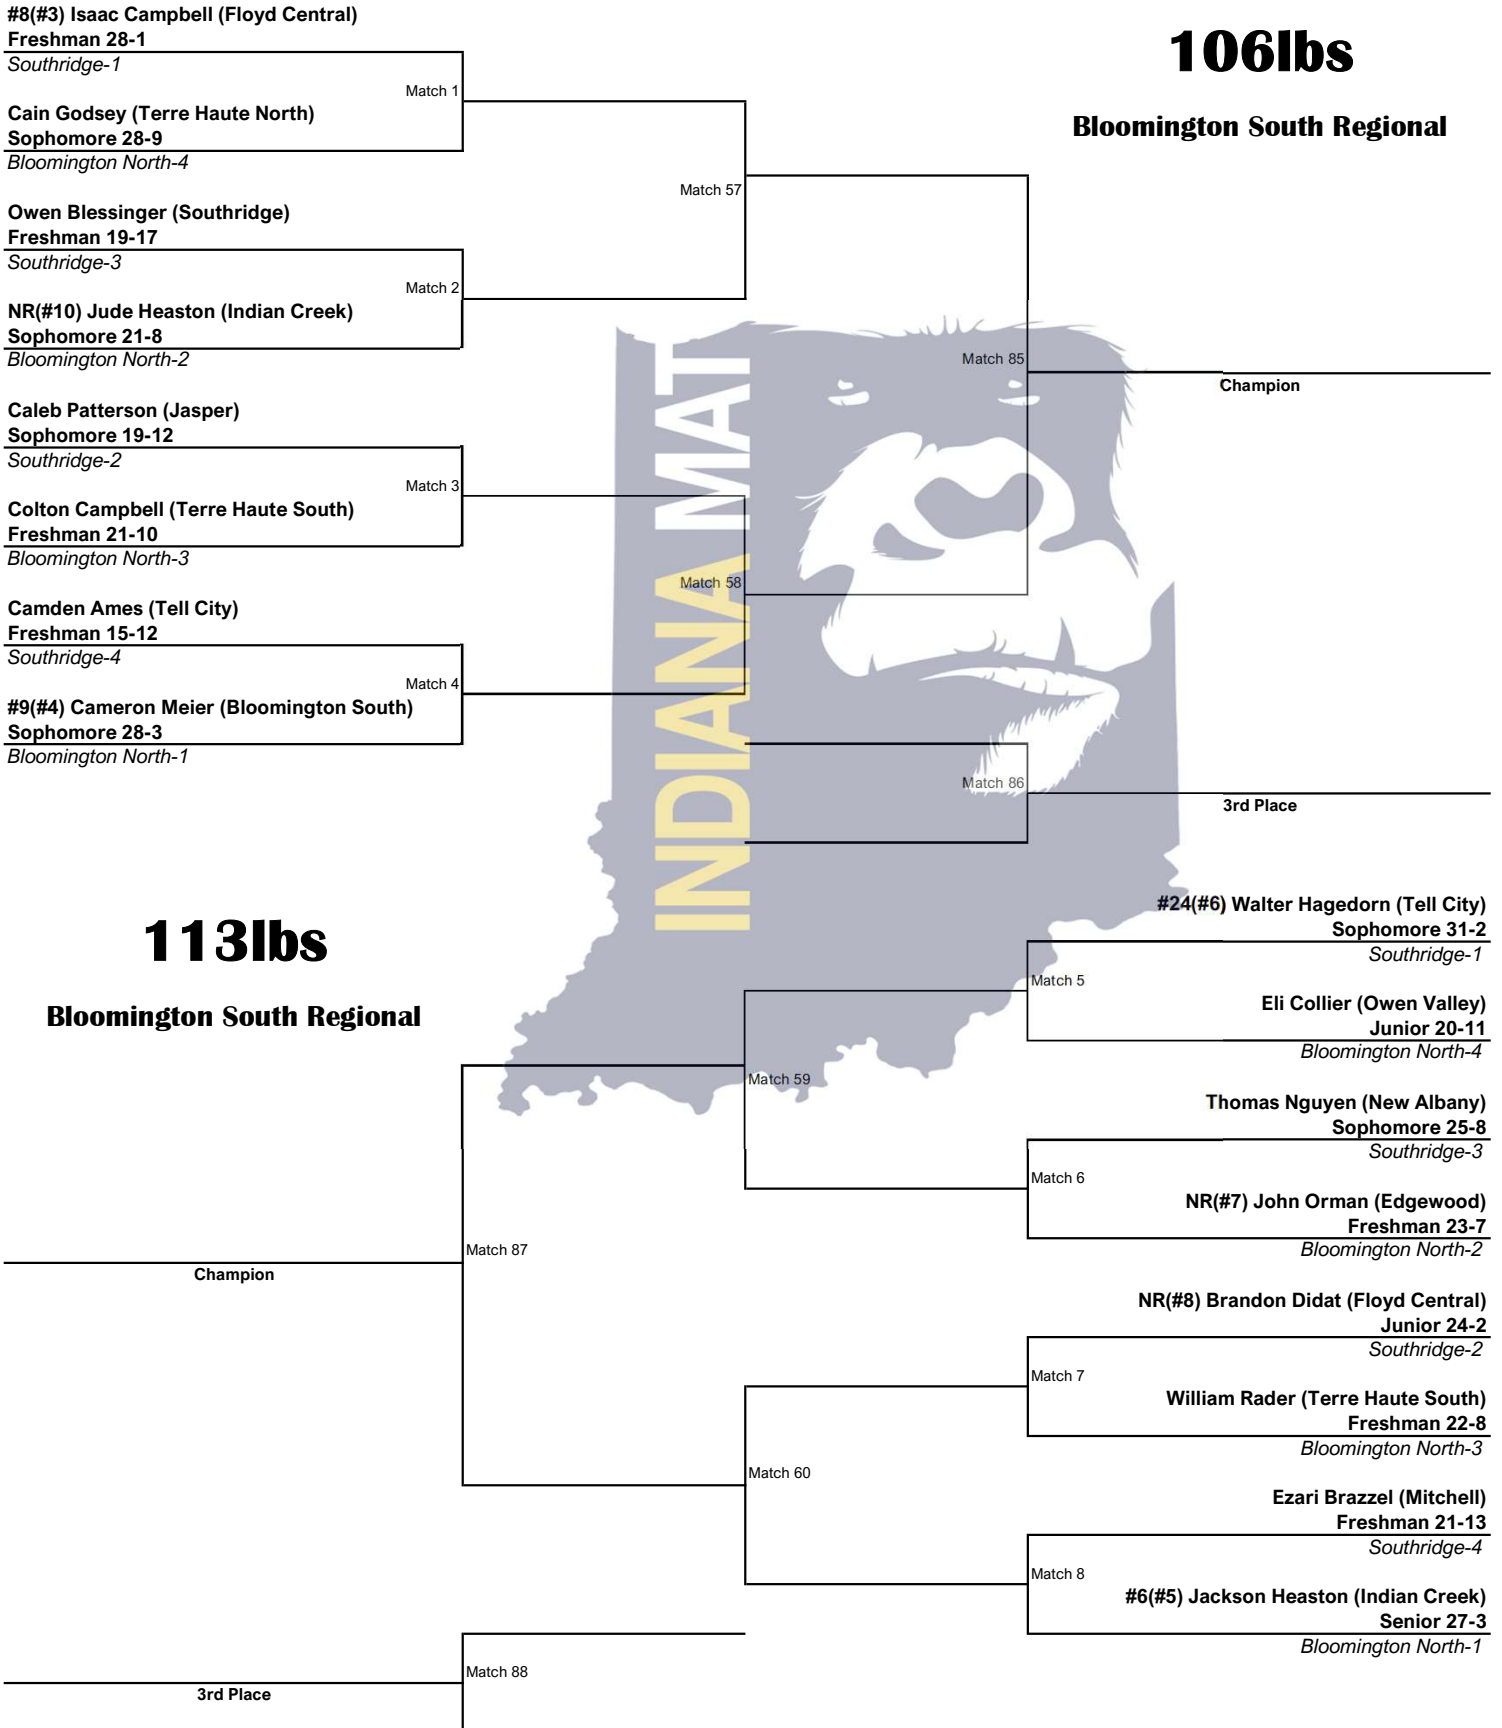 #8(#3) Isaac Campbell (Floyd Central)
Freshman 28-1
Southridge-1
Match 1
Cain Godsey (Terre Haute North)
Sophomore 28-9
Bloomington North-4
106lbs
Bloomington South Regional
Match 57
Owen Blessinger (Southridge)
Freshman 19-17
Southridge-3
Match 2
NR(#10) Jude Heaston (Indian Creek)
Sophomore 21-8
Bloomington North-2
Match 85
Champion
Caleb Patterson (Jasper)
Sophomore 19-12
Southridge-2
Match 3
Colton Campbell (Terre Haute South)
Freshman 21-10
Bloomington North-3
Match 58
Camden Ames (Tell City)
Freshman 15-12
Southridge-4
Match 4
#9(#4) Cameron Meier (Bloomington South)
Sophomore 28-3
Bloomington North-1
INDIANA MAT
Match 86
3rd Place
113lbs
Bloomington South Regional
#24(#6) Walter Hagedorn (Tell City)
Sophomore 31-2
Southridge-1
Match 5
Eli Collier (Owen Valley)
Junior 20-11
Bloomington North-4
Match 59
Thomas Nguyen (New Albany)
Sophomore 25-8
Southridge-3
Match 6
NR(#7) John Orman (Edgewood)
Freshman 23-7
Bloomington North-2
Match 87
Champion
NR(#8) Brandon Didat (Floyd Central)
Junior 24-2
Southridge-2
Match 7
William Rader (Terre Haute South)
Freshman 22-8
Bloomington North-3
Match 60
Ezari Brazzel (Mitchell)
Freshman 21-13
Southridge-4
Match 8
#6(#5) Jackson Heaston (Indian Creek)
Senior 27-3
Bloomington North-1
Match 88
3rd Place